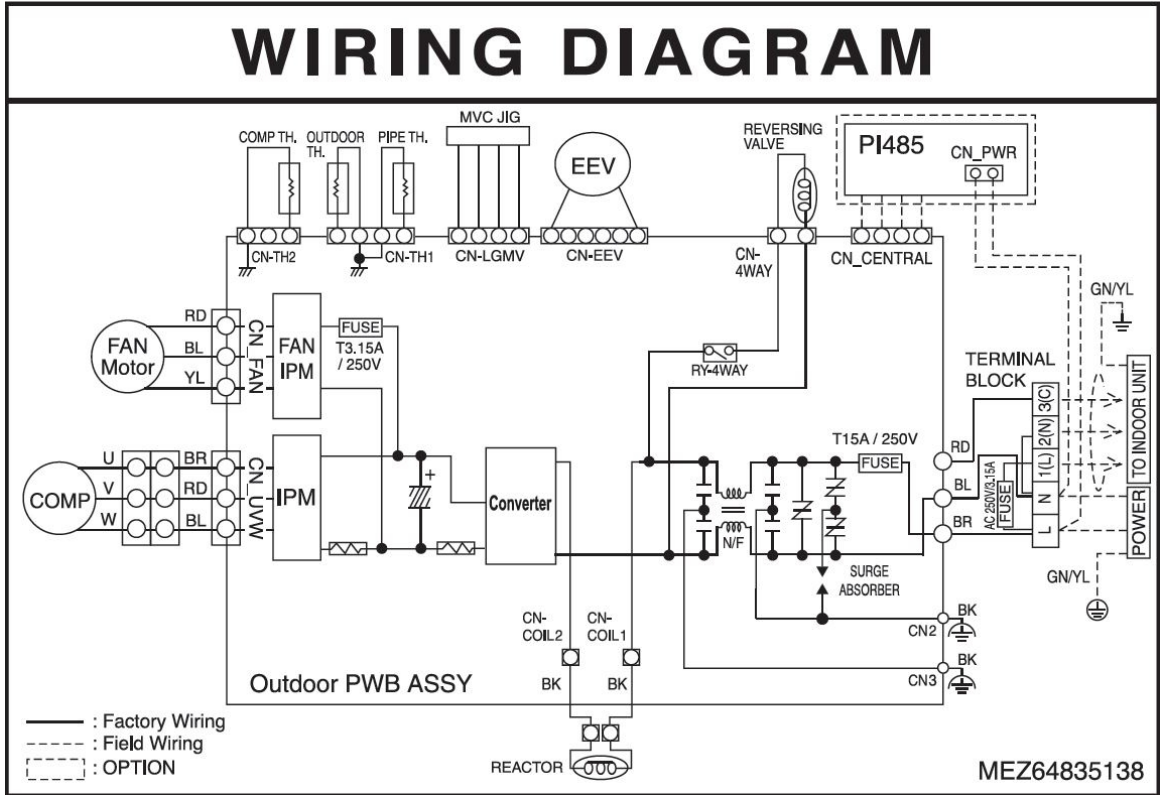 WIRING DIAGRAM
COMP TH.
OUTDOOR
TH.
PIPE TH.
MVC JIG
EEV
REVERSING
VALVE
PI485
CN_PWR
CN-TH2
CN-TH1
CN-LGMV
CN-EEV
CN-
4WAY
CN_CENTRAL
GN/YL
FAN
Motor
RD
BL
YL
CN_FAN
FAN
IPM
FUSE
T3.15A
/ 250V
RY-4WAY
TERMINAL
BLOCK
3(C)
2(N)
1(L)
N
L
TO INDOOR UNIT
POWER
T15A / 250V
FUSE
RD
BL
BR
AC 250V/3.15A
FUSE
COMP
U
V
W
BR
RD
BL
CN_UVW
IPM
+
Converter
N/F
SURGE
ABSORBER
GN/YL
CN-
COIL2
CN-
COIL1
CN2
BK
CN3
BK
BK
BK
Outdoor PWB ASSY
REACTOR
: Factory Wiring
: Field Wiring
: OPTION
MEZ64835138